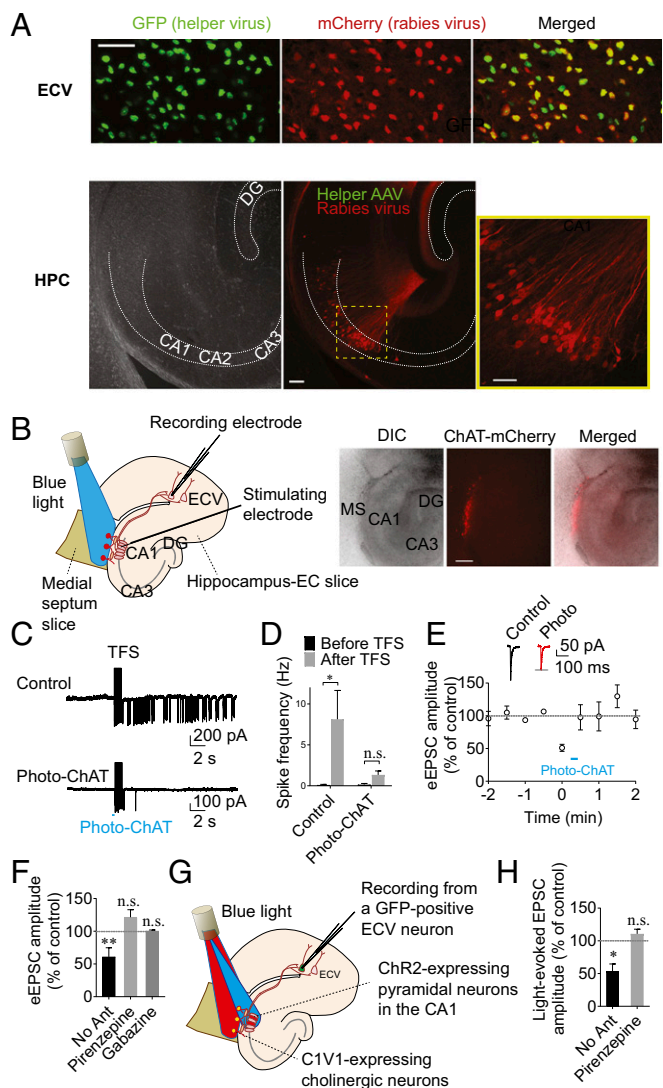 A
GFP (helper virus) mCherry (rabies virus) Merged
ECV
GFP
HPC
DG
CA1 CA2 CA3
Helper AAV
Rabies virus
CA1
B
Recording electrode
Blue light
ECV
Stimulating electrode
CA1
DG
CA3
Medial septum slice
Hippocampus-EC slice
DIC ChAT-mCherry Merged
MS
CA1
DG
CA3
C
TFS
Control
200 pA
2 s
100 pA
2 s
Photo-ChAT
Photo-ChAT
D
Before TFS
After TFS
Spike frequency (Hz)
12
8
4
0
*
n.s.
Control
Photo-ChAT
E
Control
Photo
50 pA
100 ms
eEPSC amplitude
(% of control)
150
100
50
0
Photo-ChAT
-2 -1 0 1 2
Time (min)
F
eEPSC amplitude
(% of control)
150
100
50
0
**
n.s.
n.s.
No Ant
Pirenzepine
Gabazine
G
Blue light
Recording from
a GFP-positive
ECV neuron
ECV
ChR2-expressing
pyramidal neurons
in the CA1
C1V1-expressing
cholinergic neurons
H
Light-evoked EPSC
amplitude (% of control)
150
100
50
0
*
n.s.
No Ant
Pirenzepine